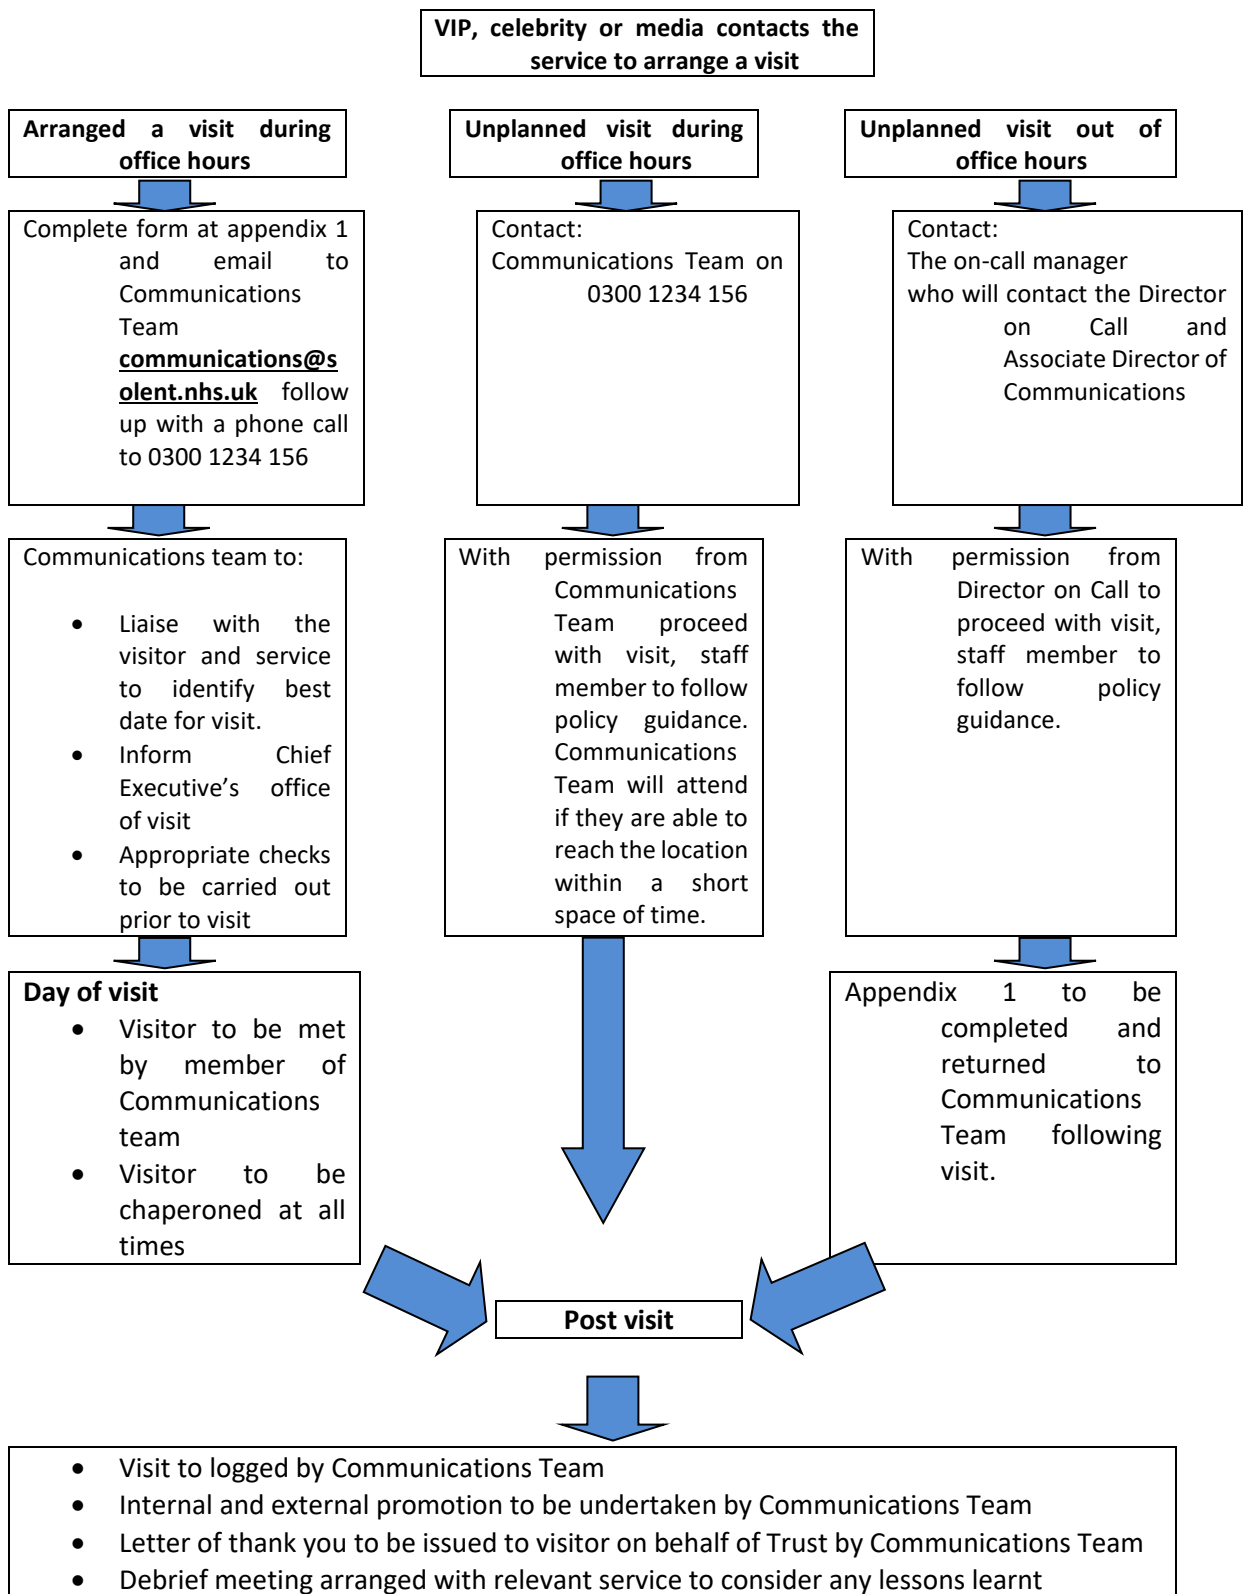 VIP, celebrity or media contacts the
service to arrange a visit
Arranged a visit during
office hours
Complete form at appendix 1
and email to
Communications
Team
communications@s
olent.nhs.uk follow
up with a phone call
to 0300 1234 156
Communications team to:
• Liaise with the
visitor and service
to identify best
date for visit.
• Inform Chief
Executive’s office
of visit
• Appropriate checks
to be carried out
prior to visit
Day of visit
• Visitor to be met
by member of
Communications
team
• Visitor to be
chaperoned at all
times
Unplanned visit during
office hours
Contact:
Communications Team on
0300 1234 156
With permission from
Communications
Team proceed
with visit, staff
member to follow
policy guidance.
Communications
Team will attend
if they are able to
reach the location
within a short
space of time.
Unplanned visit out of
office hours
Contact:
The on-call manager
who will contact the Director
on Call and
Associate Director of
Communications
With permission from
Director on Call to
proceed with visit,
staff member to
follow policy
guidance.
Appendix 1 to be
completed and
returned to
Communications
Team following
visit.
Post visit
• Visit to logged by Communications Team
• Internal and external promotion to be undertaken by Communications Team
• Letter of thank you to be issued to visitor on behalf of Trust by Communications Team
• Debrief meeting arranged with relevant service to consider any lessons learnt